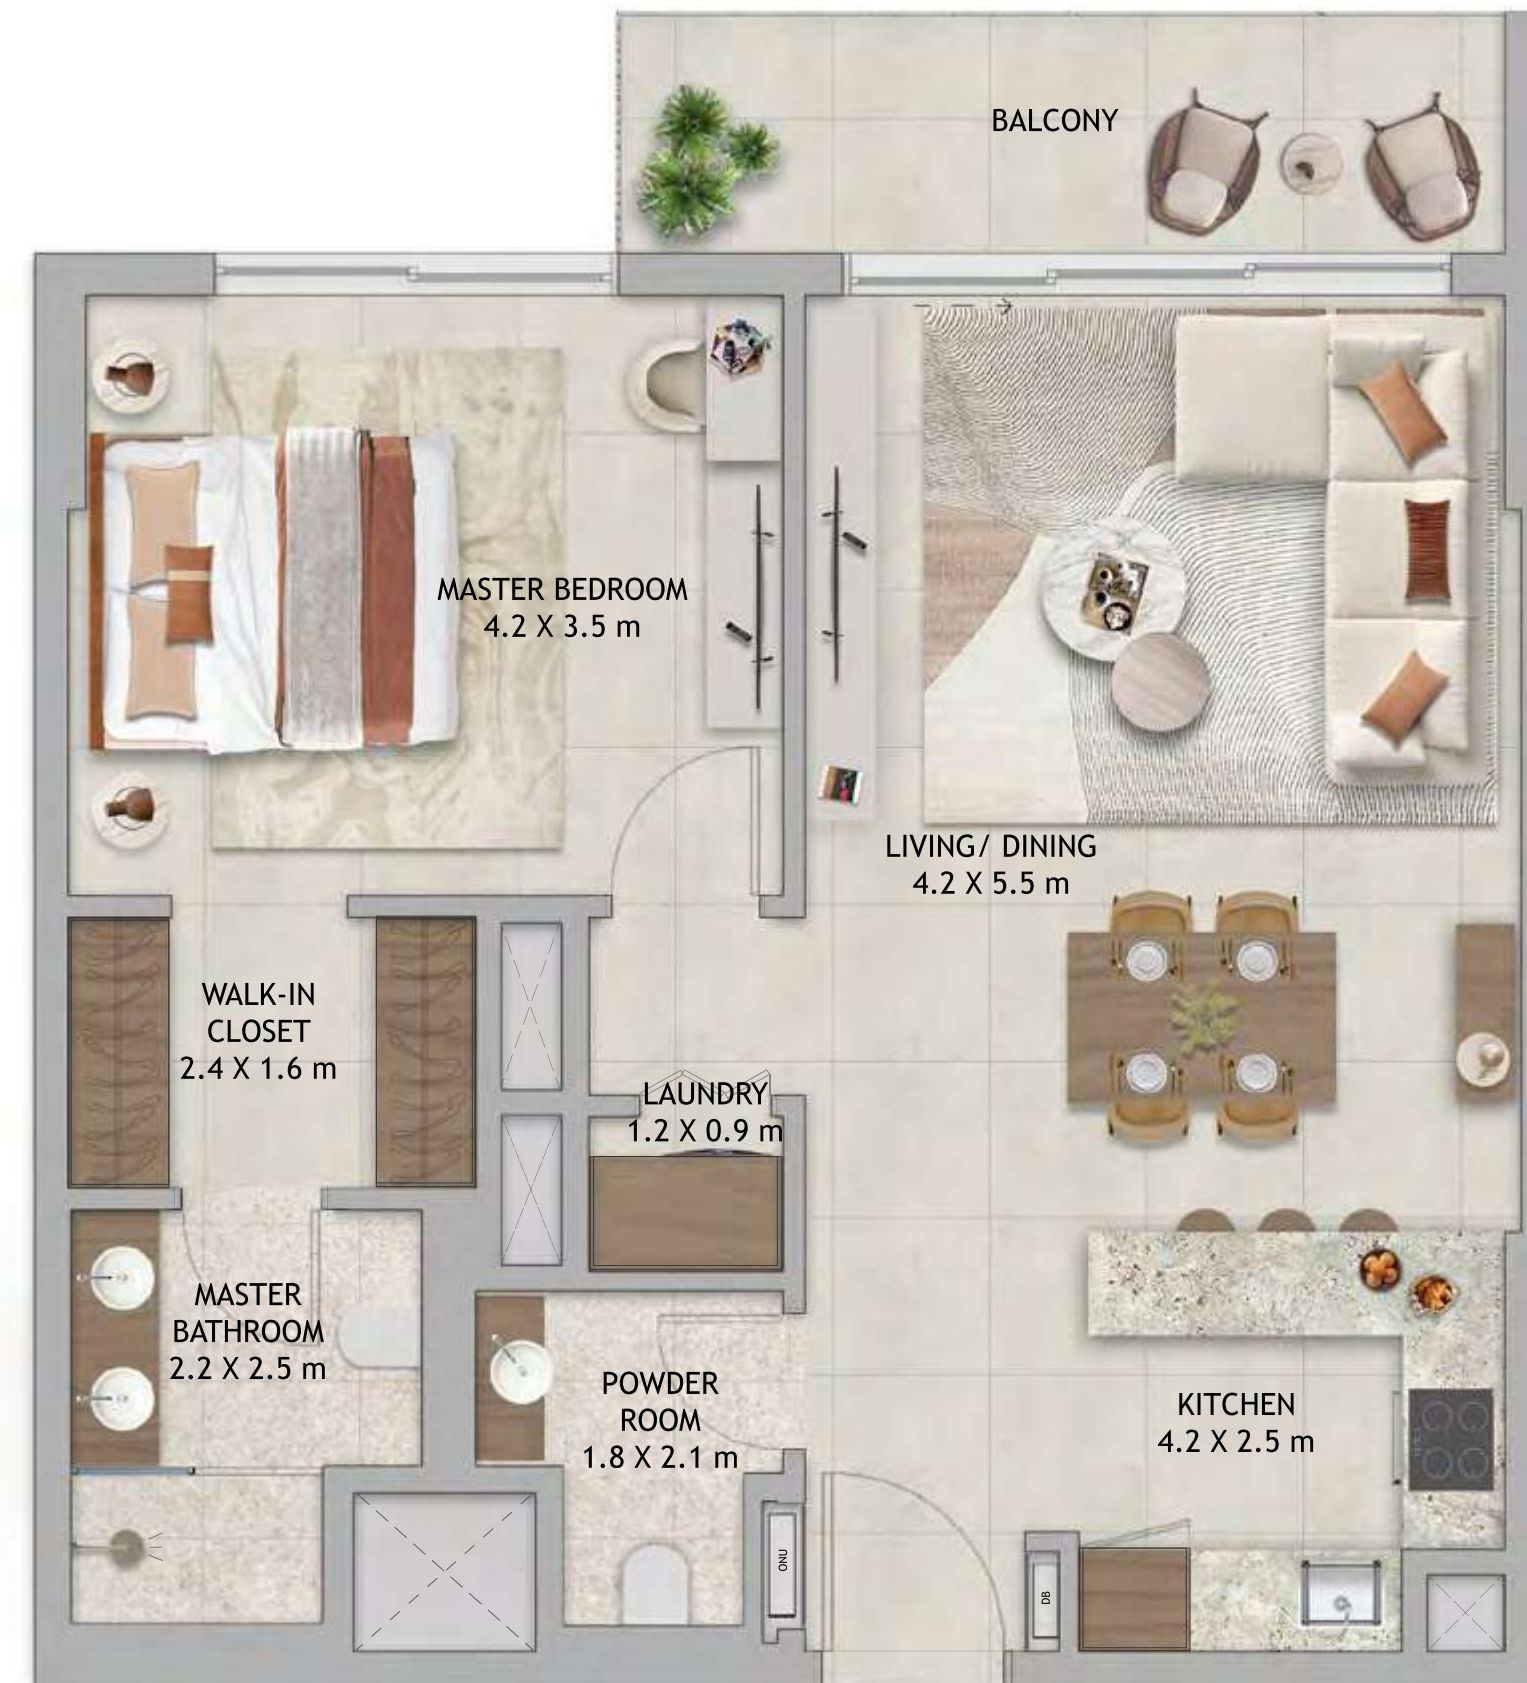 BALCONY
MASTER BEDROOM
4.2 X 3.5 m
LIVING/ DINING
4.2 X 5.5 m
WALK-IN
CLOSET
2.4 X 1.6 m
LAUNDRY
1.2 X 0.9 m
MASTER
BATHROOM
2.2 X 2.5 m
POWDER
ROOM
1.8 X 2.1 m
KITCHEN
4.2 X 2.5 m
ONU
DB